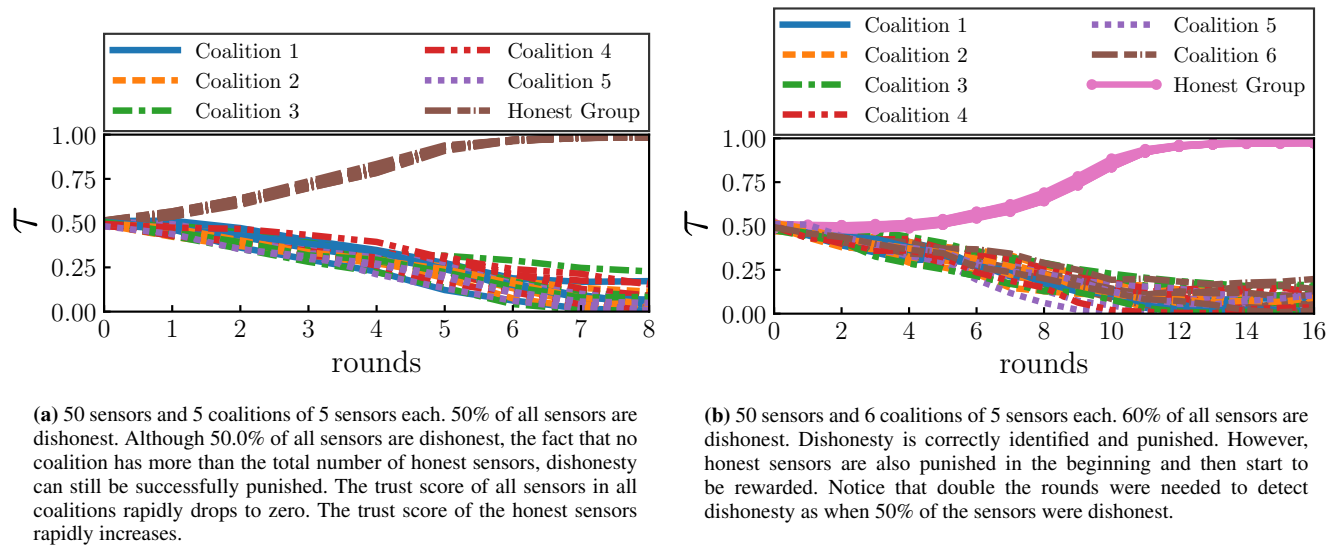 Coalition 1
Coalition 2
Coalition 3
Coalition 4
Coalition 5
Honest Group
1.00
0.75
0.50
0.25
0.00
τ
0 1 2 3 4 5 6 7 8
rounds
(a) 50 sensors and 5 coalitions of 5 sensors each. 50% of all sensors are
dishonest. Although 50.0% of all sensors are dishonest, the fact that no
coalition has more than the total number of honest sensors, dishonesty
can still be successfully punished. The trust score of all sensors in all
coalitions rapidly drops to zero. The trust score of the honest sensors
rapidly increases.
Coalition 1
Coalition 2
Coalition 3
Coalition 4
Coalition 5
Coalition 6
Honest Group
1.00
0.75
0.50
0.25
0.00
τ
0 2 4 6 8 10 12 14 16
rounds
(b) 50 sensors and 6 coalitions of 5 sensors each. 60% of all sensors are
dishonest. Dishonesty is correctly identified and punished. However,
honest sensors are also punished in the beginning and then start to
be rewarded. Notice that double the rounds were needed to detect
dishonesty as when 50% of the sensors were dishonest.